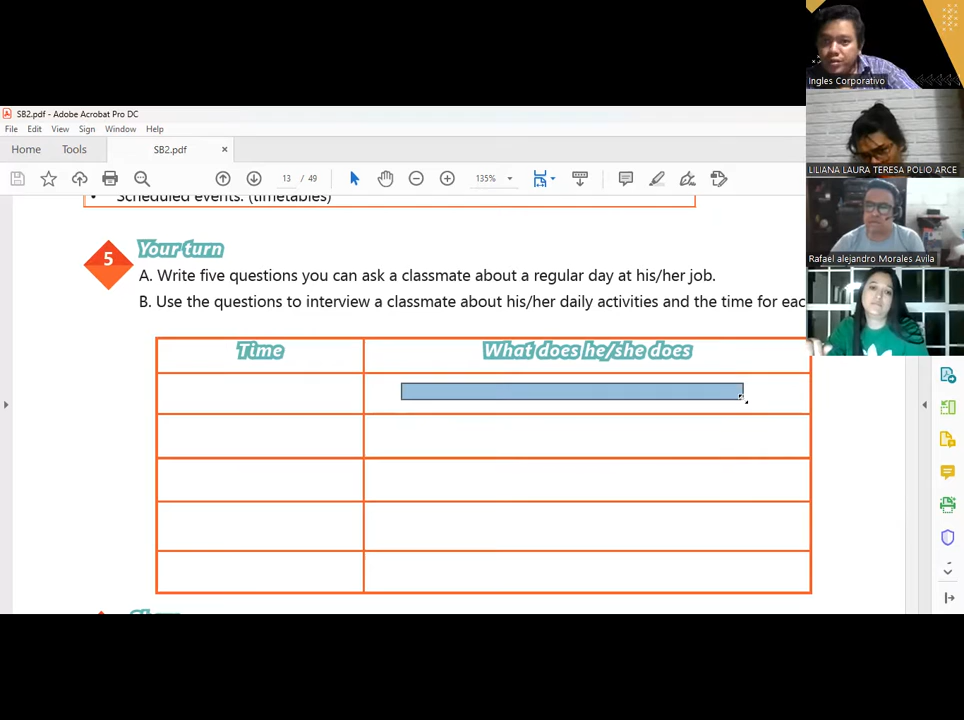 SB2.pdf - Adobe Acrobat Pro DC
File Edit View Sign Window Help
Home Tools SB2.pdf ×
13 / 49 135%
• Scheduled events. (timetables)
5 Your turn
A. Write five questions you can ask a classmate about a regular day at his/her job.
B. Use the questions to interview a classmate about his/her daily activities and the time for eac
Time What does he/she does
Ingles Corporativo
LILIANA LAURA TERESA POLIO ARCE
Rafael alejandro Morales Avila